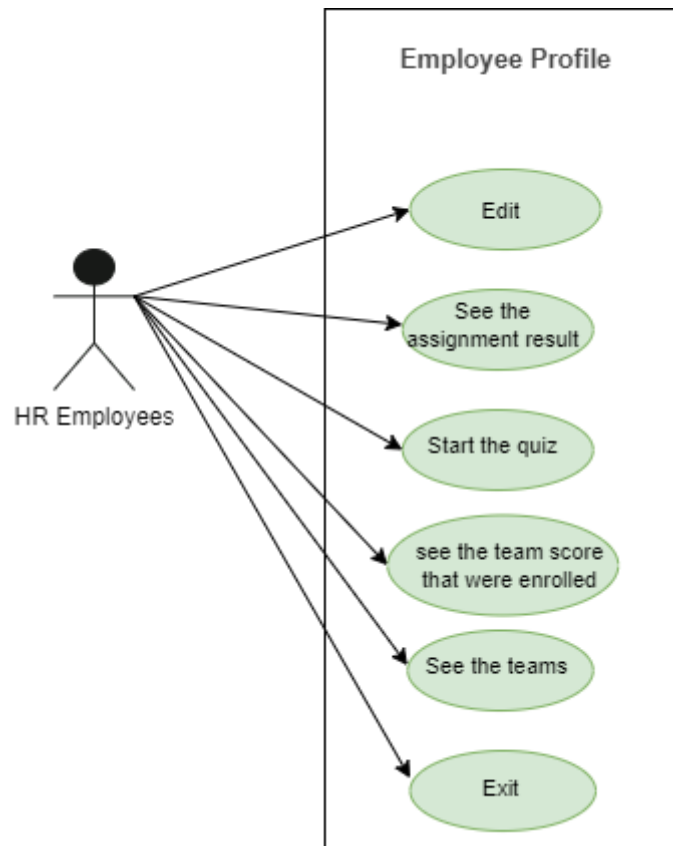 Employee Profile
Edit
See the
assignment result
HR Employees
Start the quiz
see the team score
that were enrolled
See the teams
Exit